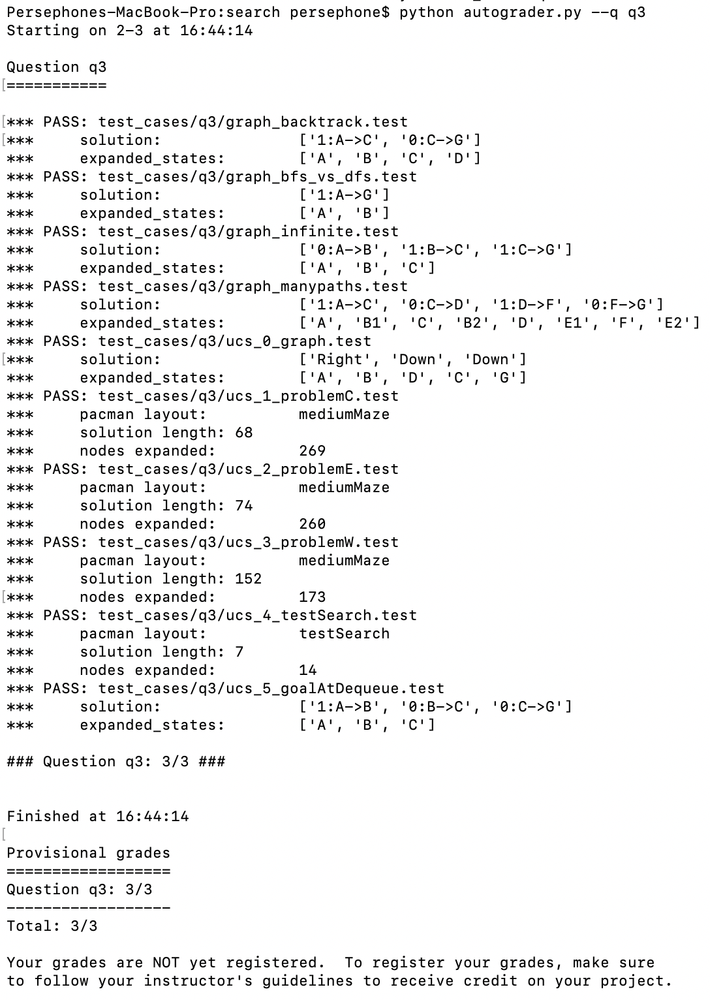 Persephones-MacBook-Pro:search persephone$ python autograder.py --q q3
Starting on 2-3 at 16:44:14
Question q3
[===========
[*** PASS: test_cases/q3/graph_backtrack.test
[***     solution:               ['1:A->C', '0:C->G']
***     expanded_states:        ['A', 'B', 'C', 'D']
*** PASS: test_cases/q3/graph_bfs_vs_dfs.test
***     solution:               ['1:A->G']
***     expanded_states:        ['A', 'B']
*** PASS: test_cases/q3/graph_infinite.test
***     solution:               ['0:A->B', '1:B->C', '1:C->G']
***     expanded_states:        ['A', 'B', 'C']
*** PASS: test_cases/q3/graph_manypaths.test
***     solution:               ['1:A->C', '0:C->D', '1:D->F', '0:F->G']
***     expanded_states:        ['A', 'B1', 'C', 'B2', 'D', 'E1', 'F', 'E2']
*** PASS: test_cases/q3/ucs_0_graph.test
[***     solution:               ['Right', 'Down', 'Down']
***     expanded_states:        ['A', 'B', 'D', 'C', 'G']
*** PASS: test_cases/q3/ucs_1_problemC.test
***     pacman layout:          mediumMaze
***     solution length: 68
***     nodes expanded:         269
*** PASS: test_cases/q3/ucs_2_problemE.test
***     pacman layout:          mediumMaze
***     solution length: 74
***     nodes expanded:         260
*** PASS: test_cases/q3/ucs_3_problemW.test
***     pacman layout:          mediumMaze
***     solution length: 152
[***     nodes expanded:         173
*** PASS: test_cases/q3/ucs_4_testSearch.test
***     pacman layout:          testSearch
***     solution length: 7
***     nodes expanded:         14
*** PASS: test_cases/q3/ucs_5_goalAtDequeue.test
***     solution:               ['1:A->B', '0:B->C', '0:C->G']
***     expanded_states:        ['A', 'B', 'C']
### Question q3: 3/3 ###
Finished at 16:44:14
[
Provisional grades
==================
Question q3: 3/3
------------------
Total: 3/3
Your grades are NOT yet registered.  To register your grades, make sure
to follow your instructor's guidelines to receive credit on your project.